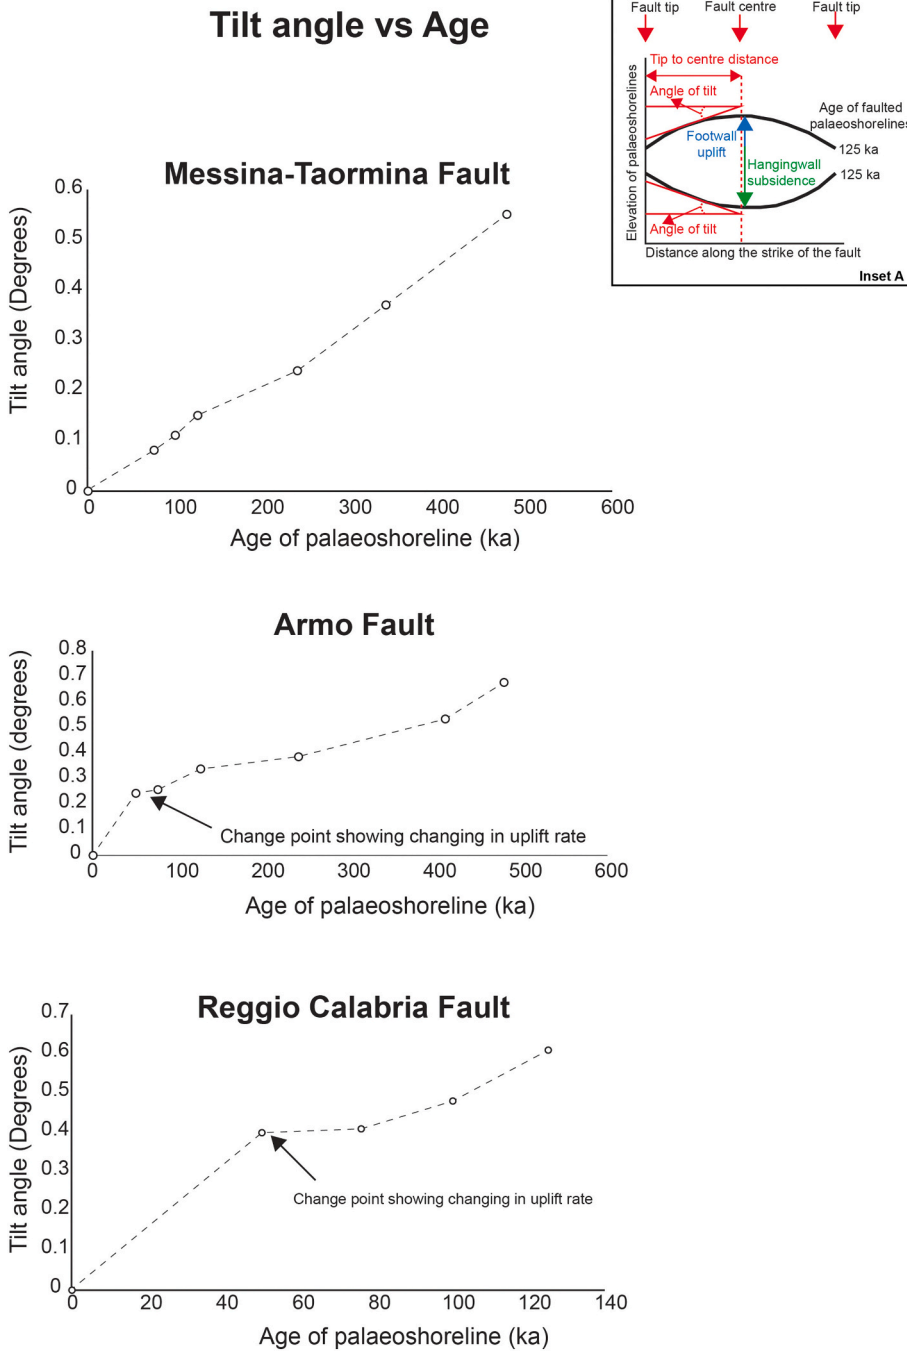 Tilt angle vs Age
Fault tip
Fault centre
Fault tip
Tip to centre distance
Angle of tilt
Age of faulted
palaeoshorelines
Footwall
uplift
125 ka
125 ka
Hangingwall
subsidence
Angle of tilt
Elevation of palaeoshorelines
Distance along the strike of the fault
Inset A
Messina-Taormina Fault
Tilt angle (Degrees)
0.6
0.5
0.4
0.3
0.2
0.1
0
0 100 200 300 400 500 600
Age of palaeoshoreline (ka)
Armo Fault
Tilt angle (degrees)
0.8
0.7
0.6
0.5
0.4
0.3
0.2
0.1
0
Change point showing changing in uplift rate
0 100 200 300 400 500 600
Age of palaeoshoreline (ka)
Reggio Calabria Fault
Tilt angle (Degrees)
0.7
0.6
0.5
0.4
0.3
0.2
0.1
0
Change point showing changing in uplift rate
0 20 40 60 80 100 120 140
Age of palaeoshoreline (ka)